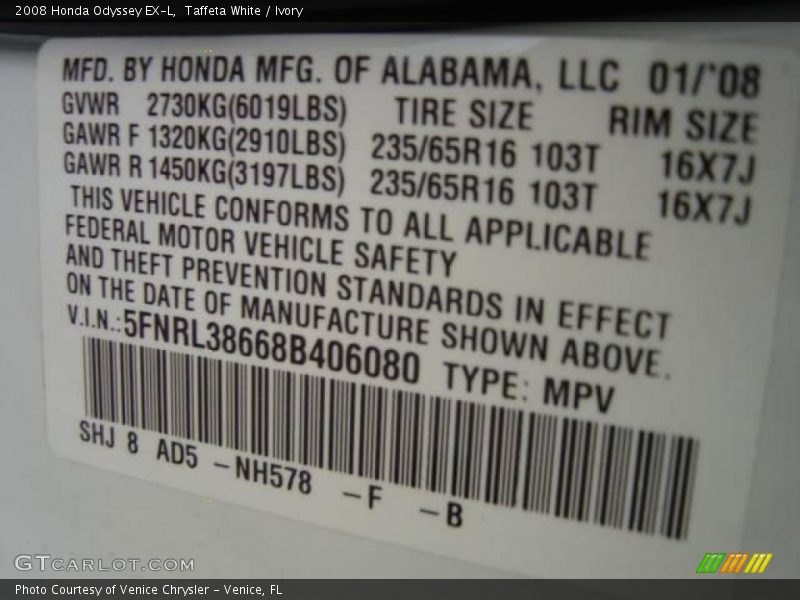 2008 Honda Odyssey EX-L,  Taffeta White / Ivory
MFD. BY HONDA MFG. OF ALABAMA, LLC 01/'08
GVWR 2730KG(6019LBS) TIRE SIZE RIM SIZE
GAWR F 1320KG(2910LBS) 235/65R16 103T 16X7J
GAWR R 1450KG(3197LBS) 235/65R16 103T 16X7J
THIS VEHICLE CONFORMS TO ALL APPLICABLE
FEDERAL MOTOR VEHICLE SAFETY
AND THEFT PREVENTION STANDARDS IN EFFECT
ON THE DATE OF MANUFACTURE SHOWN ABOVE.
V.I.N.:5FNRL38668B406080 TYPE: MPV
SHJ 8 AD5 -NH578 -F -B
GTCARLOT.COM
Photo Courtesy of Venice Chrysler - Venice, FL